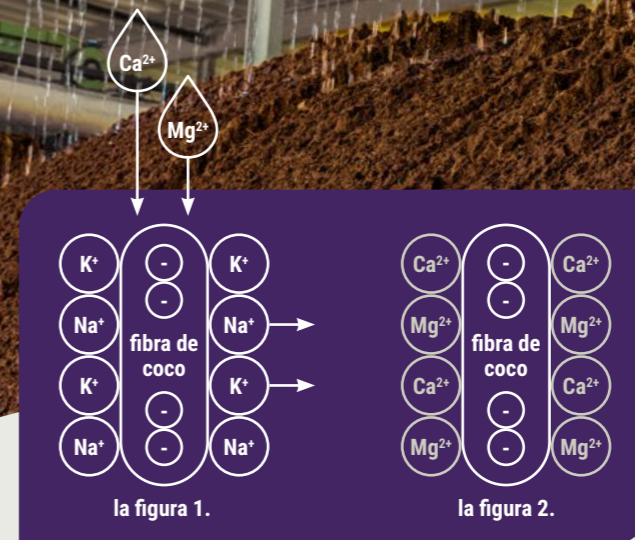 Ca²⁺
Mg²⁺
K⁺
-
K⁺
-
Na⁺
Na⁺
fibra de
coco
K⁺
K⁺
-
Na⁺
-
Na⁺
la figura 1.
Ca²⁺
-
Ca²⁺
-
Mg²⁺
Mg²⁺
fibra de
coco
Ca²⁺
Ca²⁺
-
Mg²⁺
-
Mg²⁺
la figura 2.